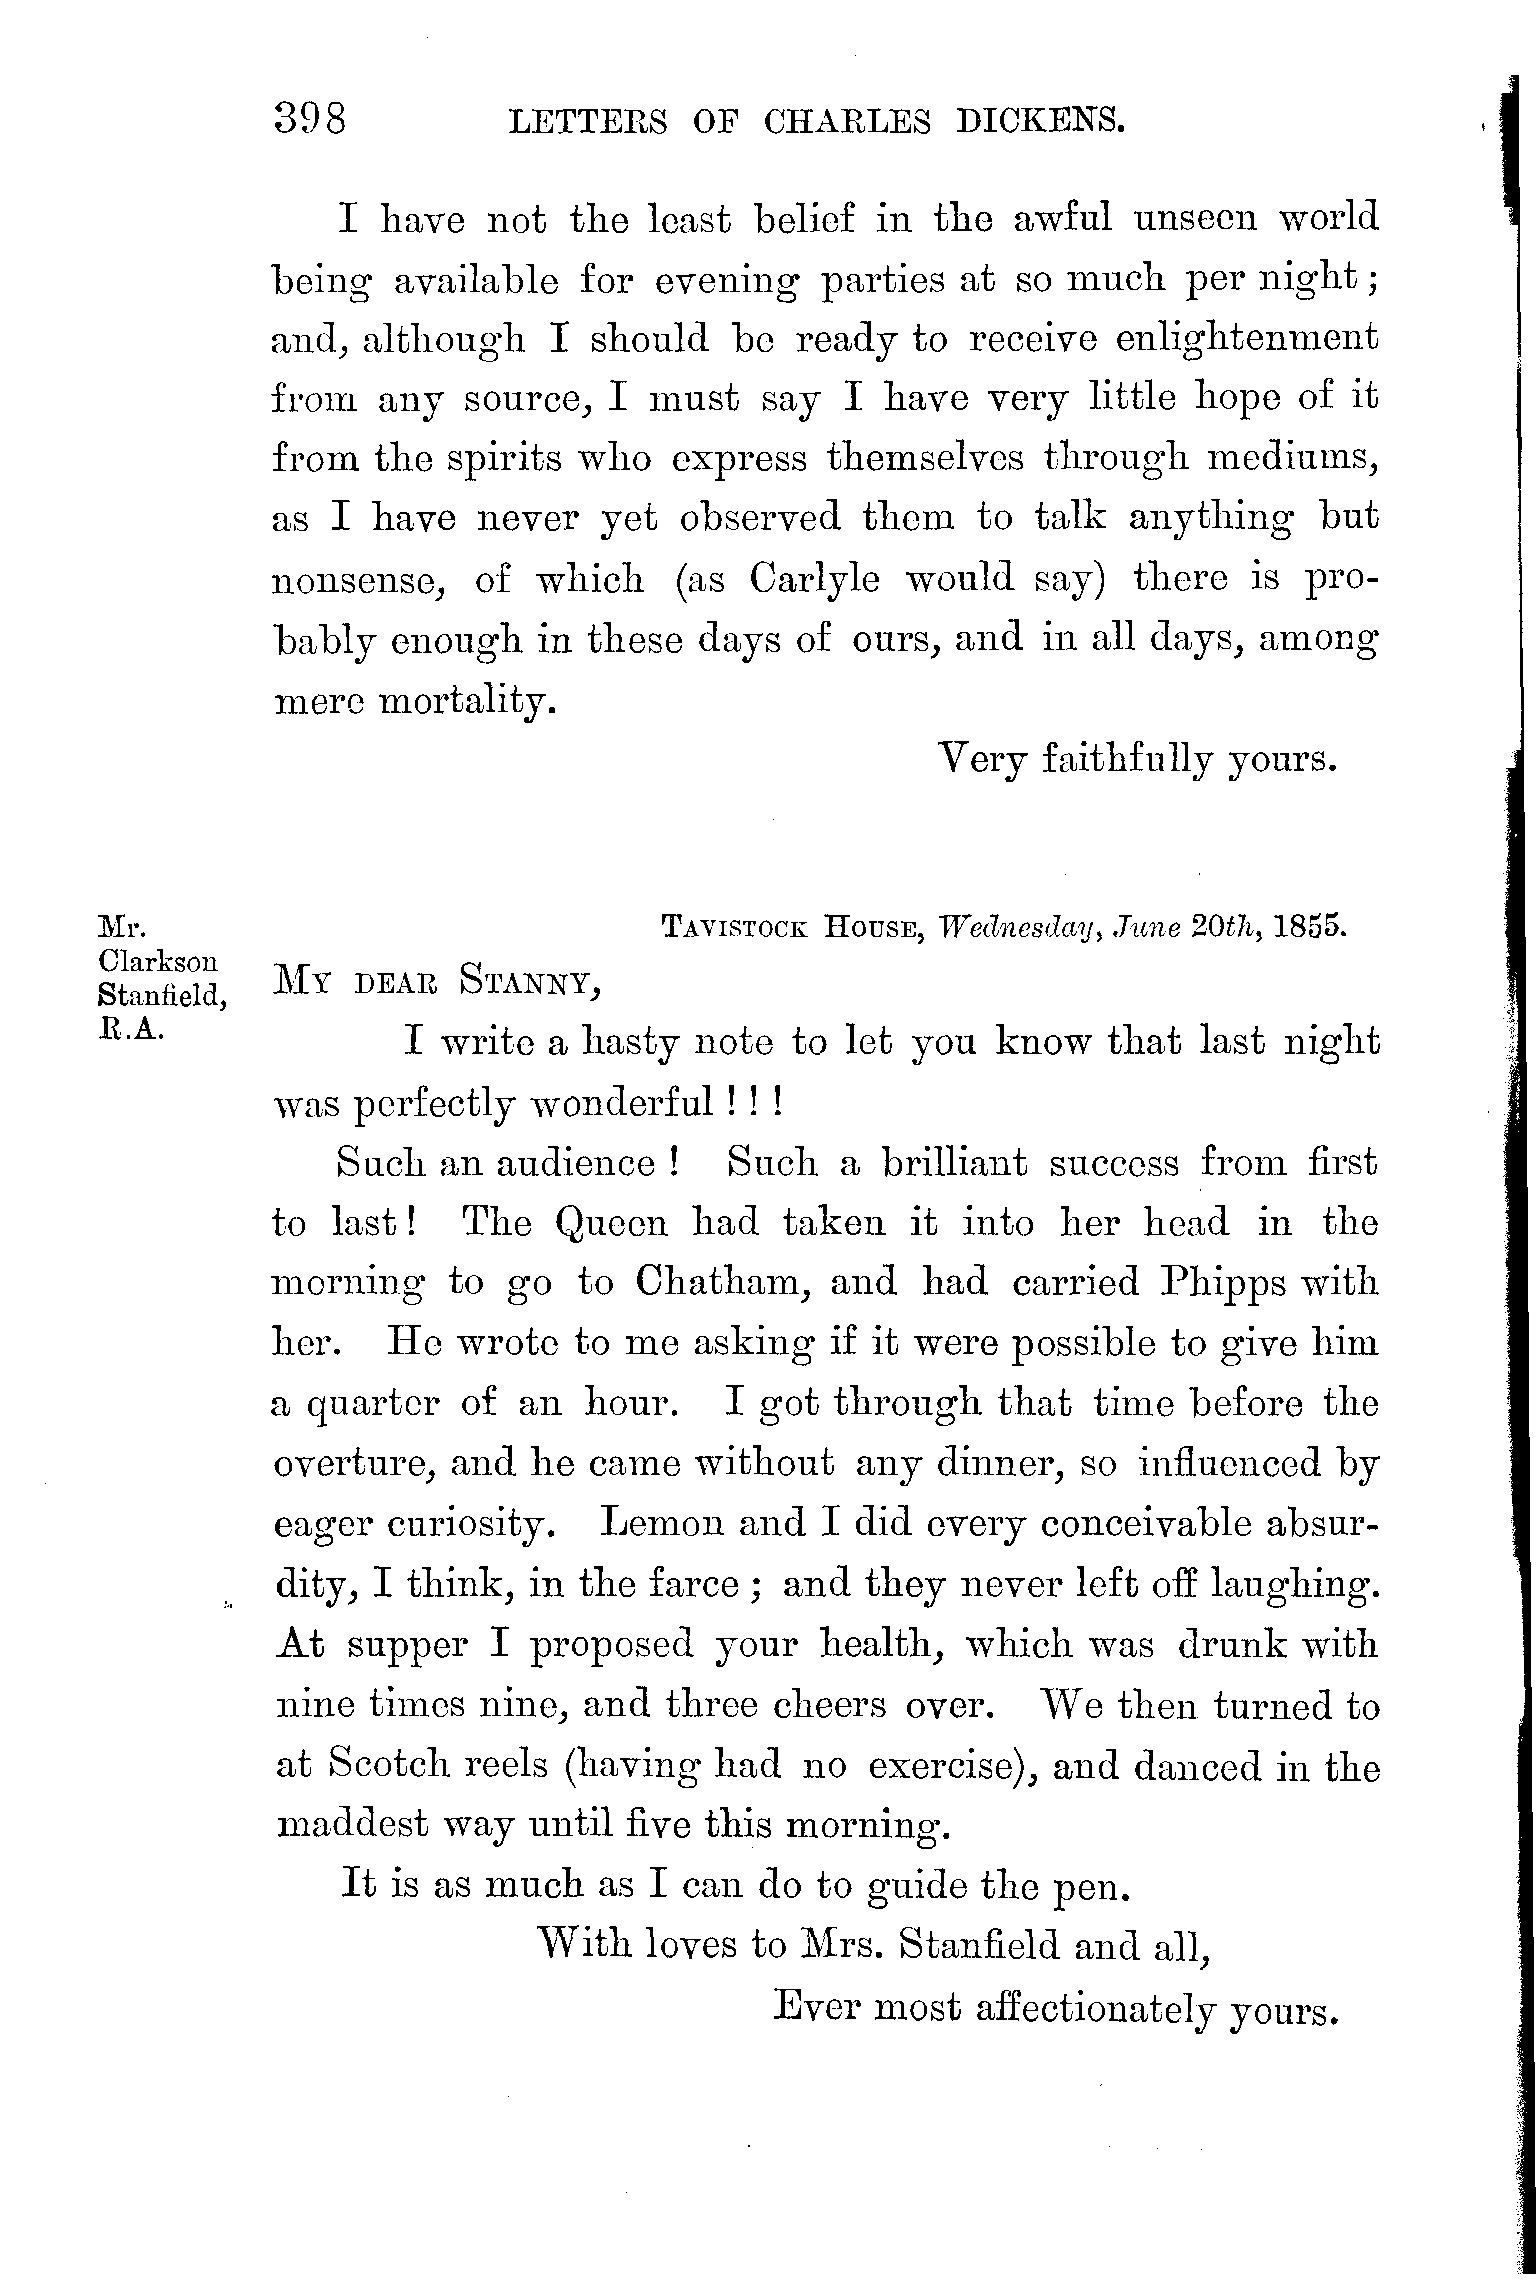 398 LETTERS OF CHARLES DICKENS.
I have not the least belief in the awful unseen world
being available for evening parties at so much per night;
and, although I should be ready to receive enlightenment
from any source, I must say I have very little hope of it
from the spirits who express themselves through mediums,
as I have never yet observed them to talk anything but
nonsense, of which (as Carlyle would say) there is pro-
bably enough in these days of ours, and in all days, among
mere mortality.
Very faithfully yours.
Mr.
Clarkson
Stanfield,
R.A.
TAVISTOCK HOUSE, Wednesday, June 20th, 1855.
MY DEAR STANNY,
I write a hasty note to let you know that last night
was perfectly wonderful!!!
Such an audience! Such a brilliant success from first
to last! The Queen had taken it into her head in the
morning to go to Chatham, and had carried Phipps with
her. He wrote to me asking if it were possible to give him
a quarter of an hour. I got through that time before the
overture, and he came without any dinner, so influenced by
eager curiosity. Lemon and I did every conceivable absur-
dity, I think, in the farce; and they never left off laughing.
At supper I proposed your health, which was drunk with
nine times nine, and three cheers over. We then turned to
at Scotch reels (having had no exercise), and danced in the
maddest way until five this morning.
It is as much as I can do to guide the pen.
With loves to Mrs. Stanfield and all,
Ever most affectionately yours.